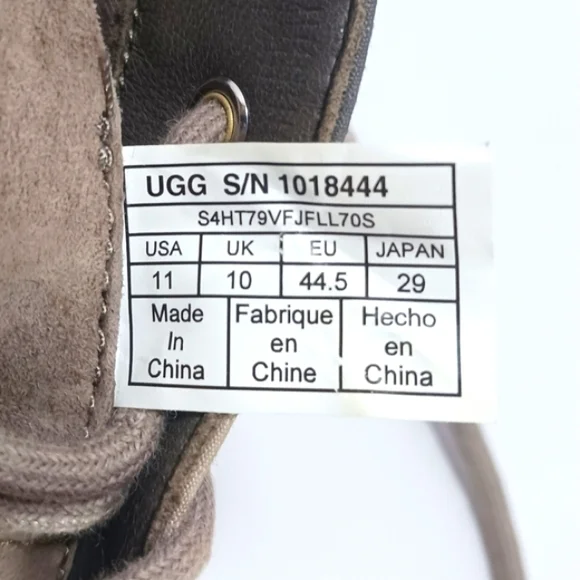 UGG S/N 1018444
S4HT79VFJFLL70S
USA UK EU JAPAN
11 10 44.5 29
Made Fabrique Hecho
In en en
China Chine China